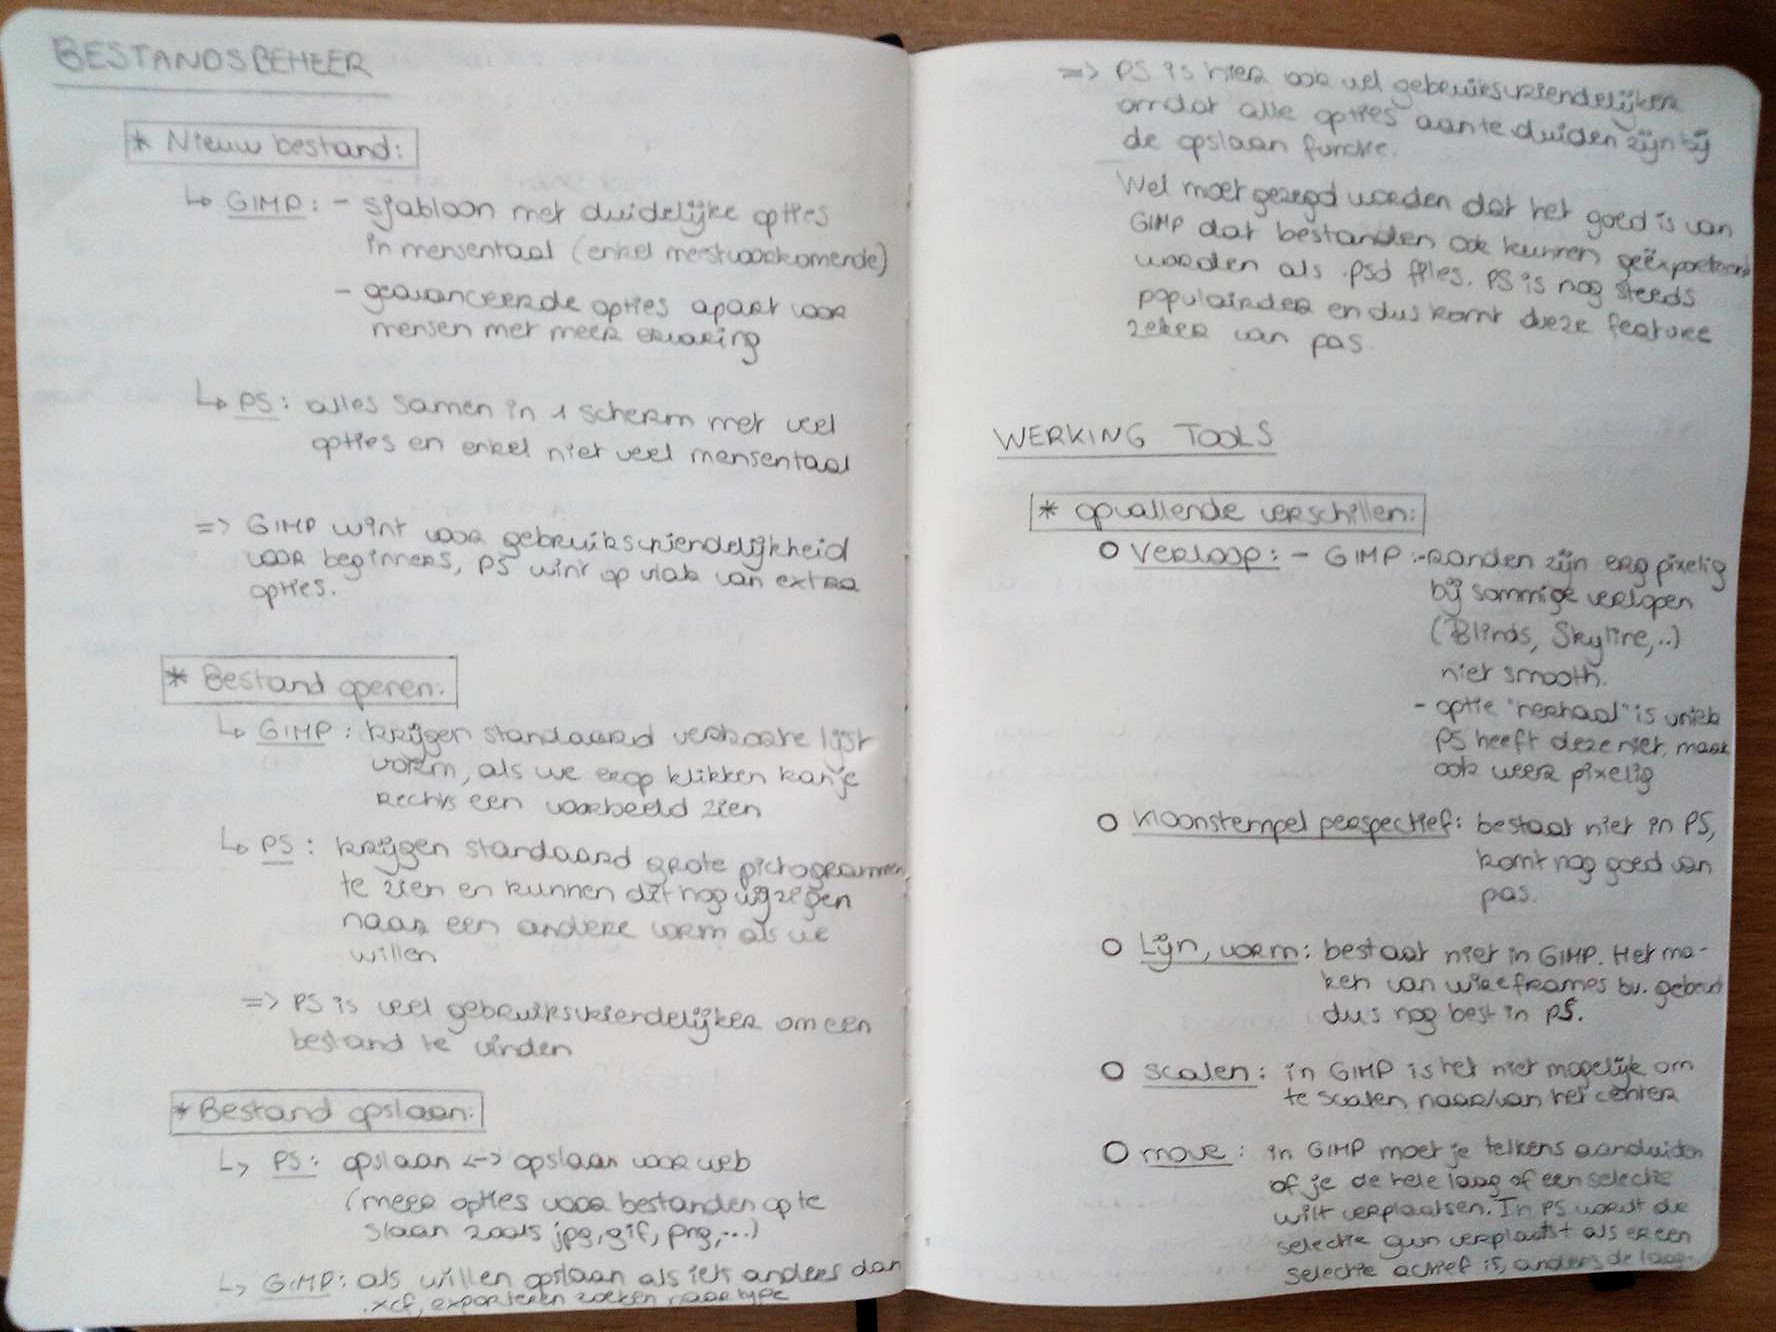 BESTANDSBEHEER
* Nieuw bestand:
↳ GIMP: - sjabloon met duidelijke opties
in mensentaal (enkel meestvoorkomende)
- geavanceerde opties apart voor
mensen met meer ervaring
↳ PS: alles samen in 1 scherm met veel
opties en enkel niet veel mensentaal
=> GIMP wint voor gebruiksvriendelijkheid
voor beginners, PS wint op vlak van extra
opties.
* Bestand openen:
↳ GIMP: krijgen standaard verkorte lijst
vorm, als we erop klikken kan je
rechts een voorbeeld zien
↳ PS: krijgen standaard grote pictogrammen
te zien en kunnen dit nog wijzigen
naar een andere vorm als we
willen
=> PS is veel gebruiksvriendelijker om een
bestand te vinden
* Bestand opslaan:
↳ PS: opslaan <-> opslaan voor web
(meer opties voor bestanden op te
slaan zoals jpg, gif, png,...)
↳ GIMP: als willen opslaan als iets anders dan
.xcf, exporteren zoeken naar type
=> PS is hier ook wel gebruiksvriendelijker
omdat alle opties aan te duiden zijn bij
de opslaan functie.
Wel moet gezegd worden dat het goed is van
GIMP dat bestanden ook kunnen geëxporteerd
worden als .psd files. PS is nog steeds
populairder en dus komt deze feature
zeker van pas
WERKING TOOLS
* opvallende verschillen:
O Verloop: - GIMP: - randen zijn erg pixelig
bij sommige verlopen
(Blinds, Skyline,..)
niet smooth.
- optie "herhaal" is uniek
PS heeft deze niet, maar
ook weer pixelig
O Kloonstempel perspectief: bestaat niet in PS,
komt nog goed van
pas.
O Lijn, vorm: bestaat niet in GIMP. Het ma-
ken van wireframes bv. gebeurt
dus nog best in PS.
O scalen: in GIMP is het niet mogelijk om
te scalen naar/van het center
O move: in GIMP moet je telkens aanduiden
of je de hele laag of een selectie
wilt verplaatsen. In PS wordt de
selectie gwn verplaatst als er een
selectie actief is, anders de laag.